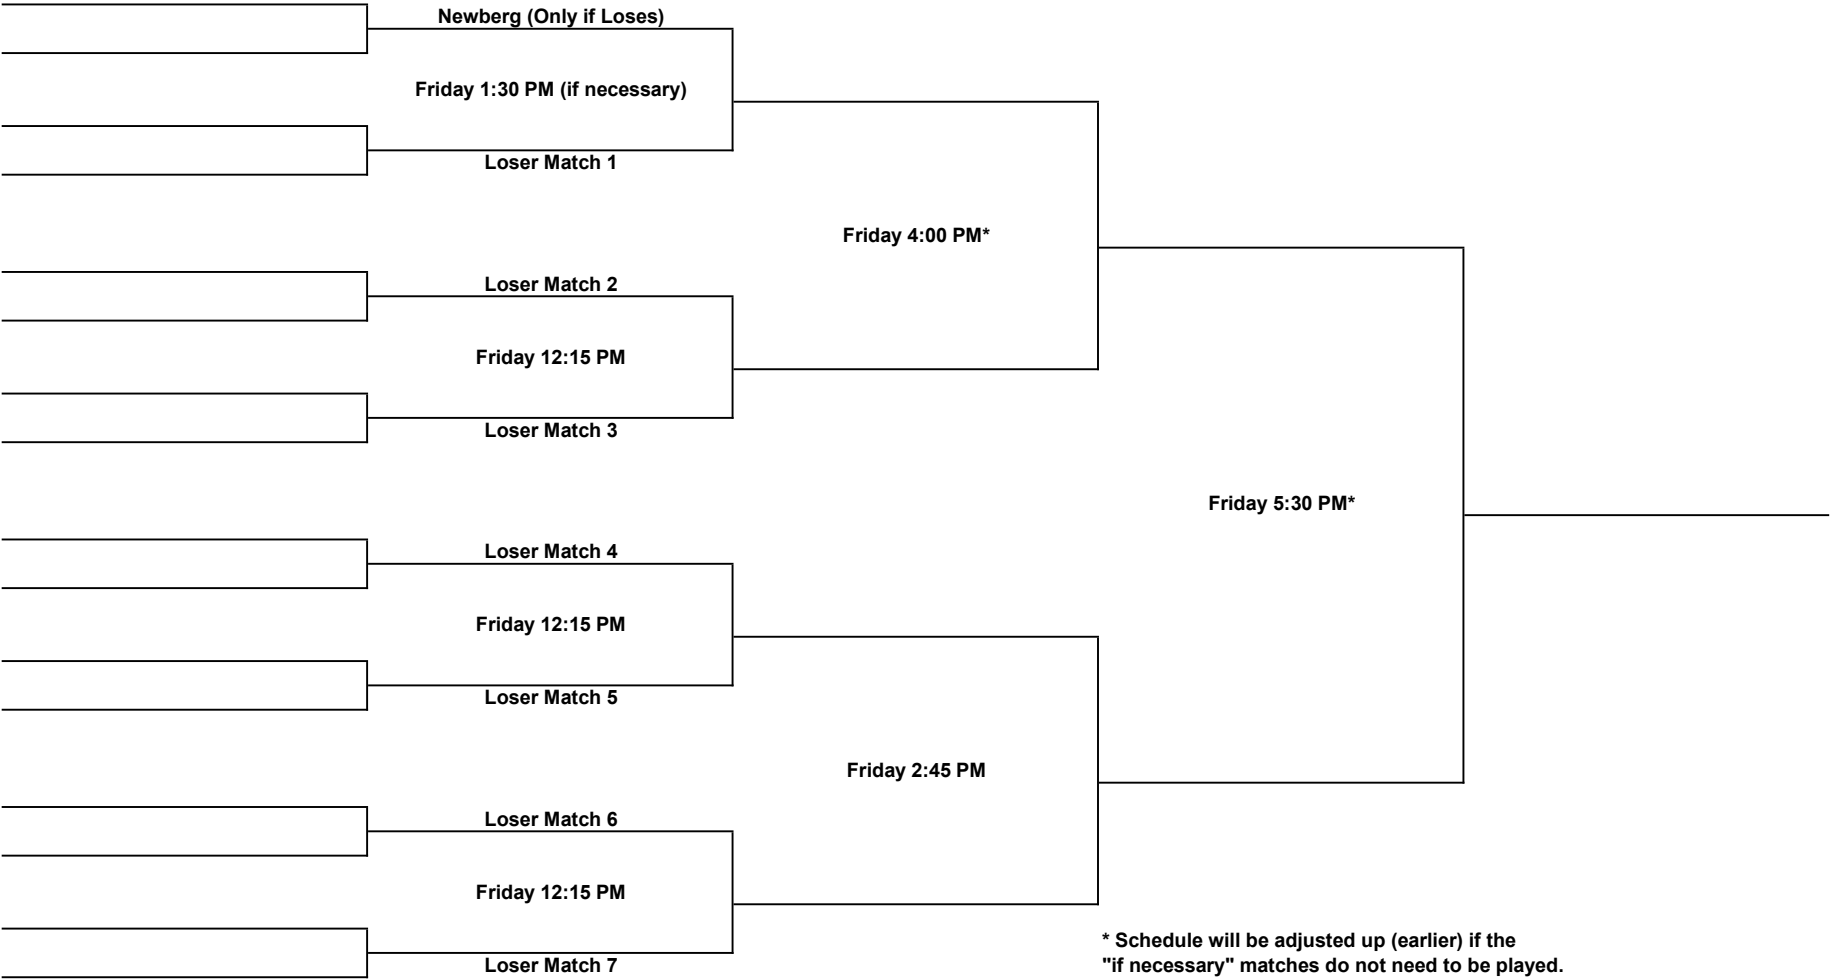 Newberg (Only if Loses)
Friday 1:30 PM (if necessary)
Loser Match 1
Friday 4:00 PM*
Loser Match 2
Friday 12:15 PM
Loser Match 3
Friday 5:30 PM*
Loser Match 4
Friday 12:15 PM
Loser Match 5
Friday 2:45 PM
Loser Match 6
Friday 12:15 PM
Loser Match 7
* Schedule will be adjusted up (earlier) if the
"if necessary" matches do not need to be played.